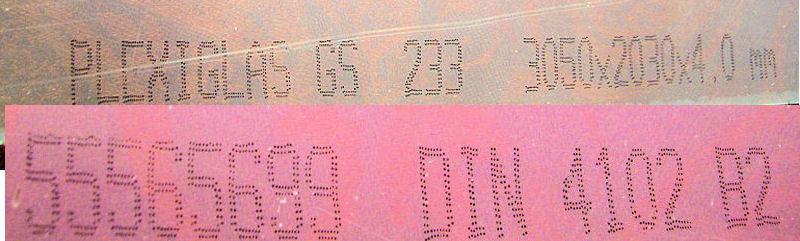 PLEXIGLAS GS 233 3050x2030x4,0 mm
55565699 DIN 4102 B2